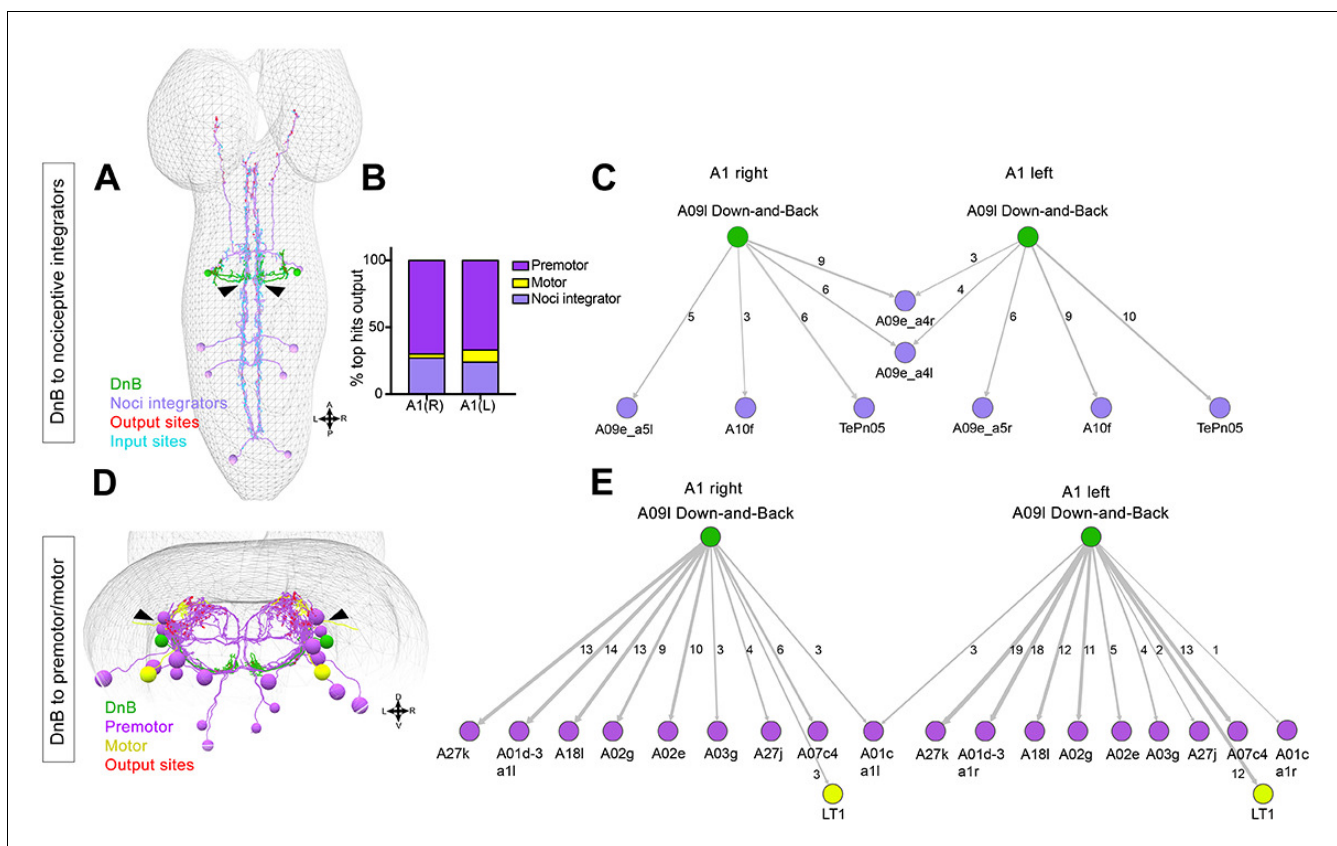 DnB to nociceptive integrators
A
DnB
Noci integrators
Output sites
Input sites
A
L R
P
B
% top hits output
100
50
0
A1(R) A1(L)
Premotor
Motor
Noci integrator
C
A1 right A1 left
A09l Down-and-Back A09l Down-and-Back
9 3
6 4
5 3 6 6 9 10
A09e_a4r
A09e_a4l
A09e_a5l A10f TePn05 A09e_a5r A10f TePn05
DnB to premotor/motor
D
DnB
Premotor
Motor
Output sites
D
L R
V
E
A1 right A1 left
A09l Down-and-Back A09l Down-and-Back
13 14 13 9 10 3 4 6 3 3 19 18 12 11 5 4 2 13 1
A27k A01d-3 A18l A02g A02e A03g A27j A07c4 A01c A27k A01d-3 A18l A02g A02e A03g A27j A07c4 A01c
a1l a1l a1r a1r
3 12
LT1 LT1